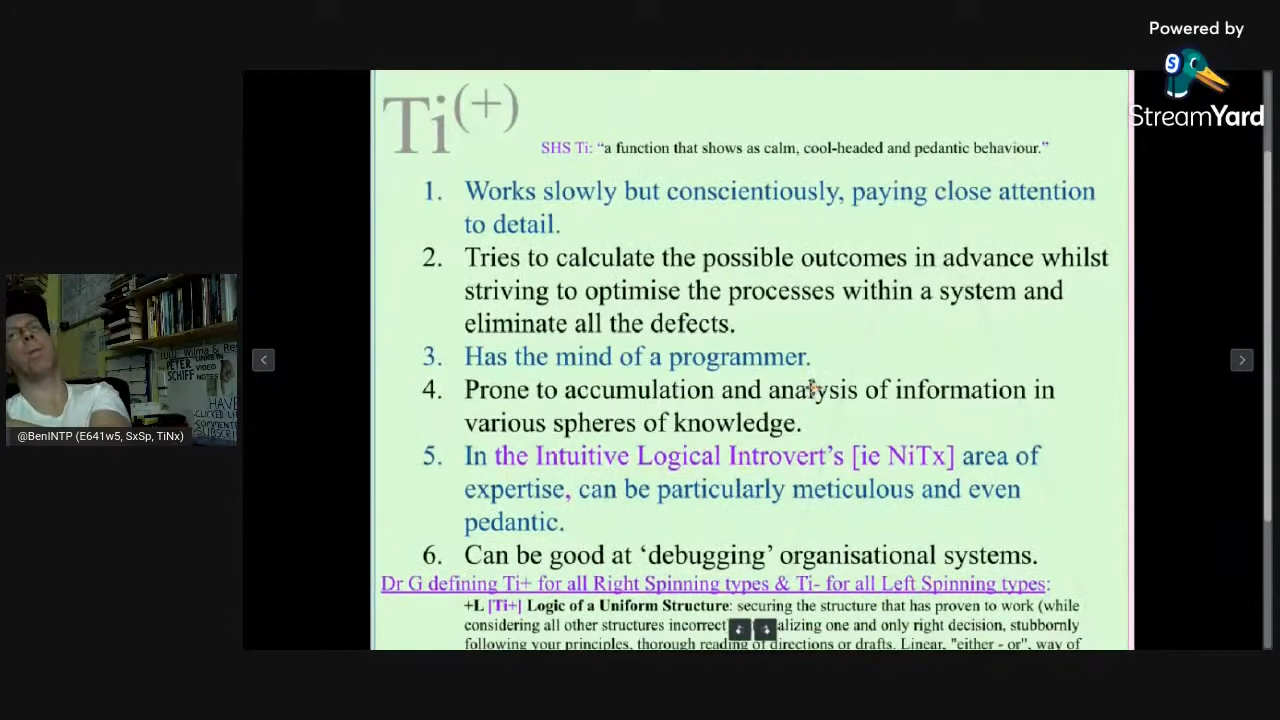 Powered by
S
StreamYard
Ti(+)
SHS Ti: “a function that shows as calm, cool-headed and pedantic behaviour.”
1. Works slowly but conscientiously, paying close attention
to detail.
2. Tries to calculate the possible outcomes in advance whilst
striving to optimise the processes within a system and
eliminate all the defects.
3. Has the mind of a programmer.
4. Prone to accumulation and analysis of information in
various spheres of knowledge.
5. In the Intuitive Logical Introvert’s [ie NiTx] area of
expertise, can be particularly meticulous and even
pedantic.
6. Can be good at ‘debugging’ organisational systems.
Dr G defining Ti+ for all Right Spinning types & Ti- for all Left Spinning types:
+L [Ti+] Logic of a Uniform Structure: securing the structure that has proven to work (while
considering all other structures incorrect alizing one and only right decision, stubbornly
following your principles, thorough reading of directions or drafts. Linear, "either - or", way of
PETER
SCHIFF
LINKS IN
VIDEO
NOTES
HAVE
@BenINTP (E641w5, SxSp, TiNx)